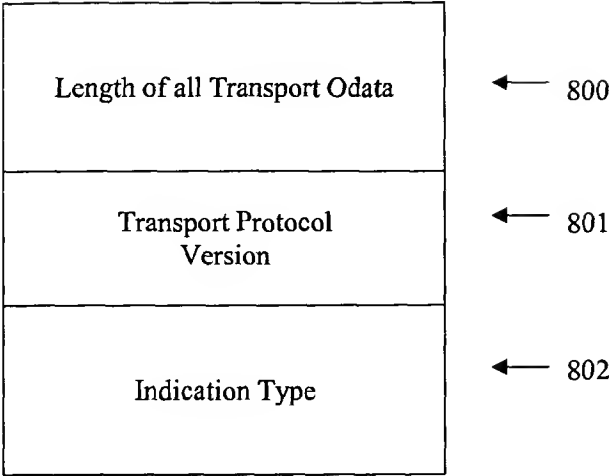 Length of all Transport Odata
800
Transport Protocol
Version
801
Indication Type
802